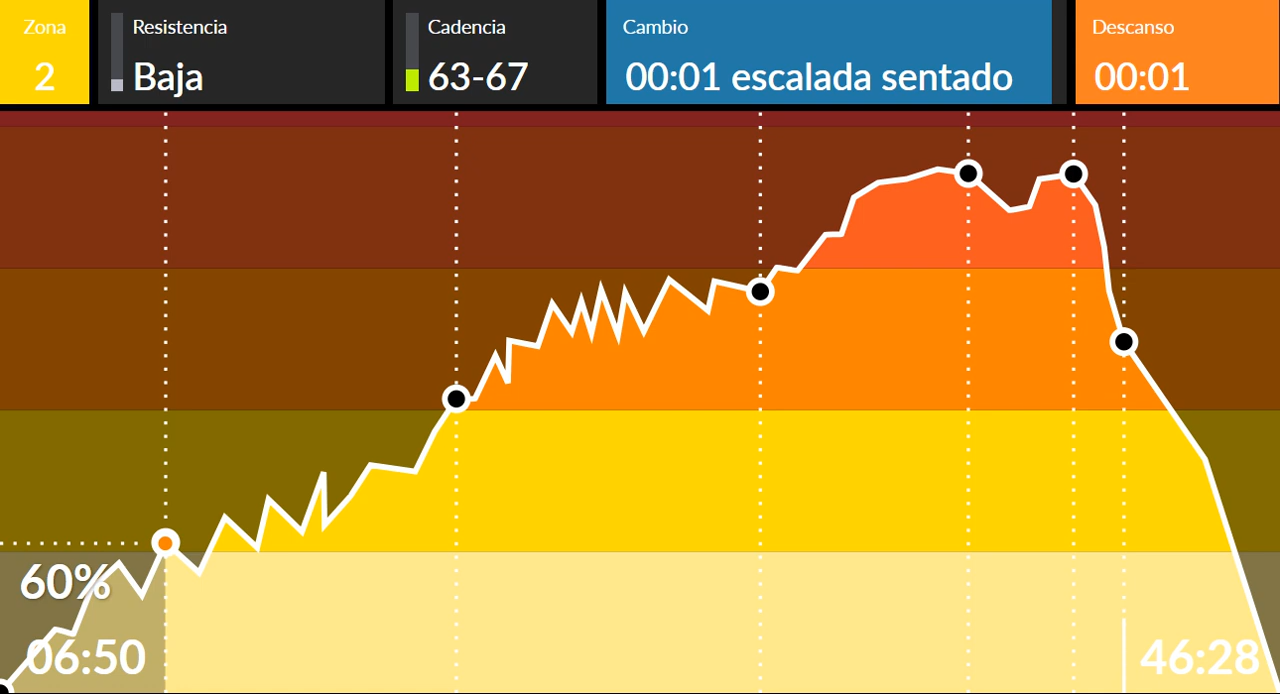 Zona
2
Resistencia
Baja
Cadencia
63-67
Cambio
00:01 escalada sentado
Descanso
00:01
60%
06:50
46:28